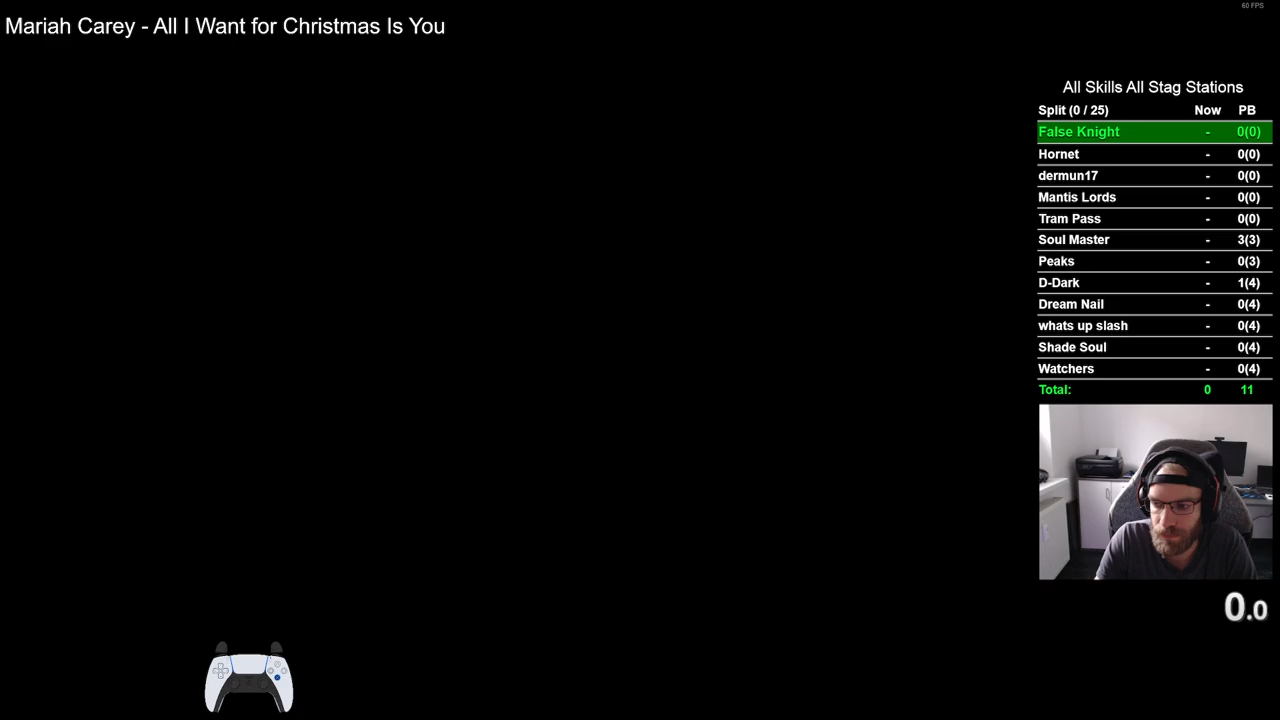 60 FPS
Mariah Carey - All I Want for Christmas Is You
All Skills All Stag Stations
Split (0 / 25) Now PB
False Knight - 0(0)
Hornet - 0(0)
dermun17 - 0(0)
Mantis Lords - 0(0)
Tram Pass - 0(0)
Soul Master - 3(3)
Peaks - 0(3)
D-Dark - 1(4)
Dream Nail - 0(4)
whats up slash - 0(4)
Shade Soul - 0(4)
Watchers - 0(4)
Total: 0 11
0.0